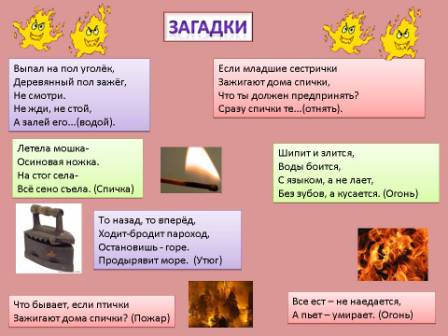 ЗАГАДКИ
Выпал на пол уголёк,
Деревянный пол зажёг,
Не смотри.
Не жди, не стой,
А залей его...(водой).
Если младшие сестрички
Зажигают дома спички,
Что ты должен предпринять?
Сразу спички те...(отнять).
Летела мошка-
Осиновая ножка.
На стог села-
Всё сено съела. (Спичка)
Шипит и злится,
Воды боится,
С языком, а не лает,
Без зубов, а кусается. (Огонь)
То назад, то вперёд,
Ходит-бродит пароход,
Остановишь - горе.
Продырявит море. (Утюг)
Что бывает, если птички
Зажигают дома спички? (Пожар)
Все ест – не наедается,
А пьет – умирает. (Огонь)